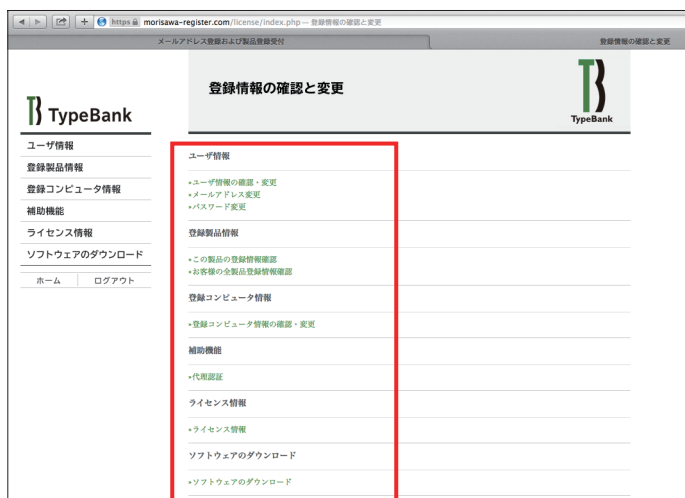 https morisawa-register.com/license/index.php — 登録情報の確認と変更
メールアドレス登録および製品登録受付
登録情報の確認と変更
TypeBank
登録情報の確認と変更
TypeBank
ユーザ情報
登録製品情報
登録コンピュータ情報
補助機能
ライセンス情報
ソフトウェアのダウンロード
ホーム
ログアウト
ユーザ情報
•ユーザ情報の確認・変更
•メールアドレス変更
•パスワード変更
登録製品情報
•この製品の登録情報確認
•お客様の全製品登録情報確認
登録コンピュータ情報
•登録コンピュータ情報の確認・変更
補助機能
•代理認証
ライセンス情報
•ライセンス情報
ソフトウェアのダウンロード
•ソフトウェアのダウンロード